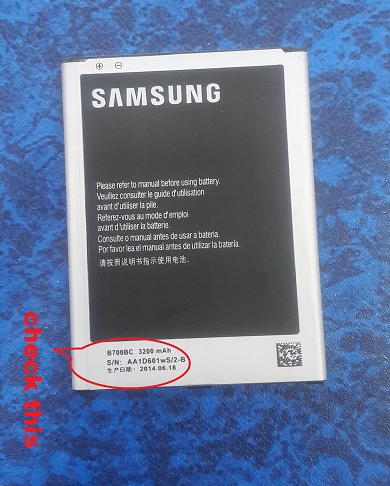 SAMSUNG
Please refer to manual before using battery.
Veuillez consulter le guide d'utilisation
avant d'utiliser la pile.
Referez-vous au mode d'emploi
avant d'utiliser la batterie.
Consulte o manual antes de usar a bateria.
Por favor lea el manual antes de utilizar la batería.
请按照说明书指示使用电池。
B700BC 3200 mAh
S/N: AA1D601wS/2-B
生产日期: 2014.06.18
check this